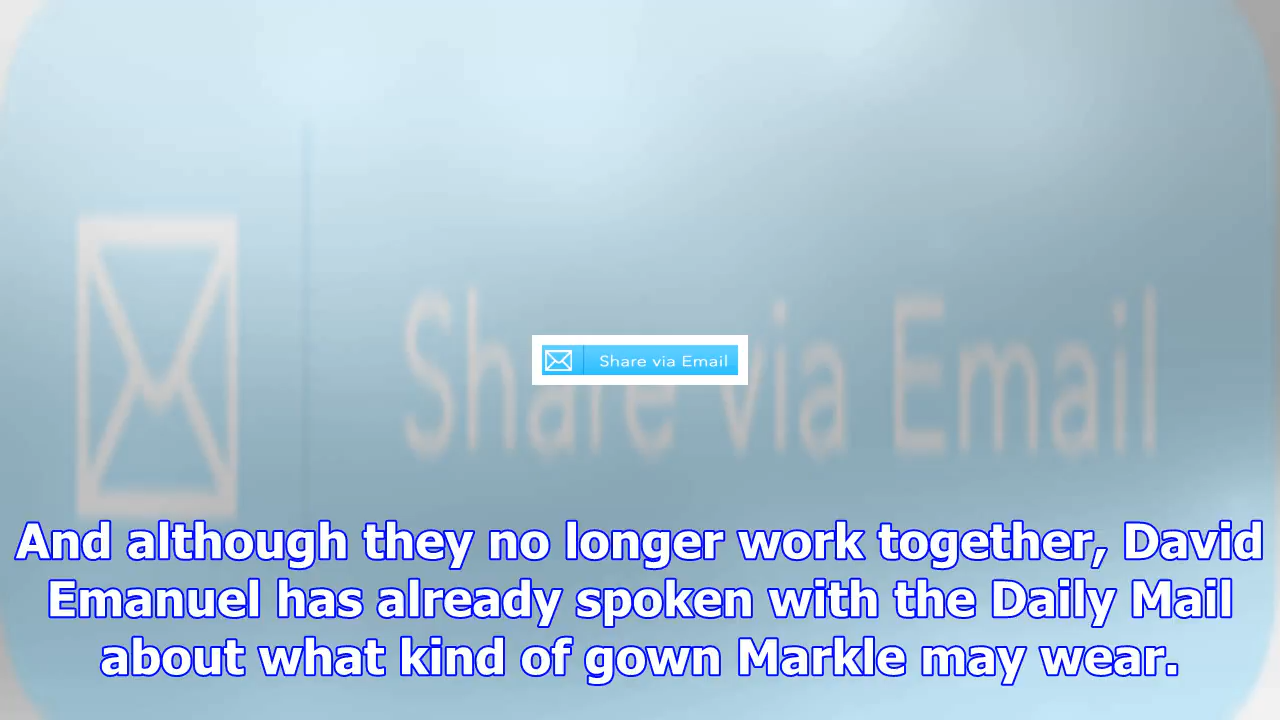 Share via Email
Share via Email
And although they no longer work together, David
Emanuel has already spoken with the Daily Mail
about what kind of gown Markle may wear.